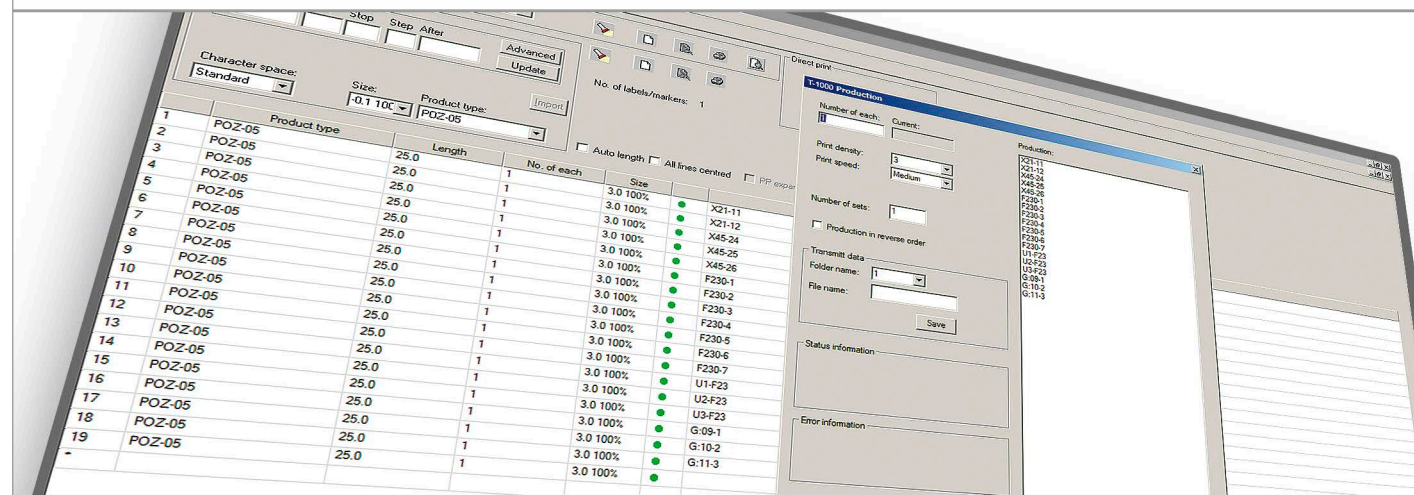 Stop Step After
Advanced
Update
Character space:
Standard
Size:
-0.1 100
Product type:
POZ-05
Import
No. of labels/markers: 1
Auto length All lines centred PP expan
Product type Length No. of each Size
1 POZ-05 25.0 1 3.0 100% X21-11
2 POZ-05 25.0 1 3.0 100% X21-12
3 POZ-05 25.0 1 3.0 100% X45-24
4 POZ-05 25.0 1 3.0 100% X45-25
5 POZ-05 25.0 1 3.0 100% X45-26
6 POZ-05 25.0 1 3.0 100% F230-1
7 POZ-05 25.0 1 3.0 100% F230-2
8 POZ-05 25.0 1 3.0 100% F230-3
9 POZ-05 25.0 1 3.0 100% F230-4
10 POZ-05 25.0 1 3.0 100% F230-5
11 POZ-05 25.0 1 3.0 100% F230-6
12 POZ-05 25.0 1 3.0 100% F230-7
13 POZ-05 25.0 1 3.0 100% U1-F23
14 POZ-05 25.0 1 3.0 100% U2-F23
15 POZ-05 25.0 1 3.0 100% U3-F23
16 POZ-05 25.0 1 3.0 100% G:09-1
17 POZ-05 25.0 1 3.0 100% G:10-2
18 POZ-05 25.0 1 3.0 100% G:11-3
19 POZ-05 25.0 1 3.0 100%
*
Direct print
T-1000 Production
Number of each: Current:
1
Print density: 3
Print speed: Medium
Number of sets: 1
Production in reverse order
Transmitt data
Folder name: 1
File name:
Save
Status information
Error information
Production:
X21-11
X21-12
X45-24
X45-25
X45-26
F230-1
F230-2
F230-3
F230-4
F230-5
F230-6
F230-7
U1-F23
U2-F23
U3-F23
G:09-1
G:10-2
G:11-3